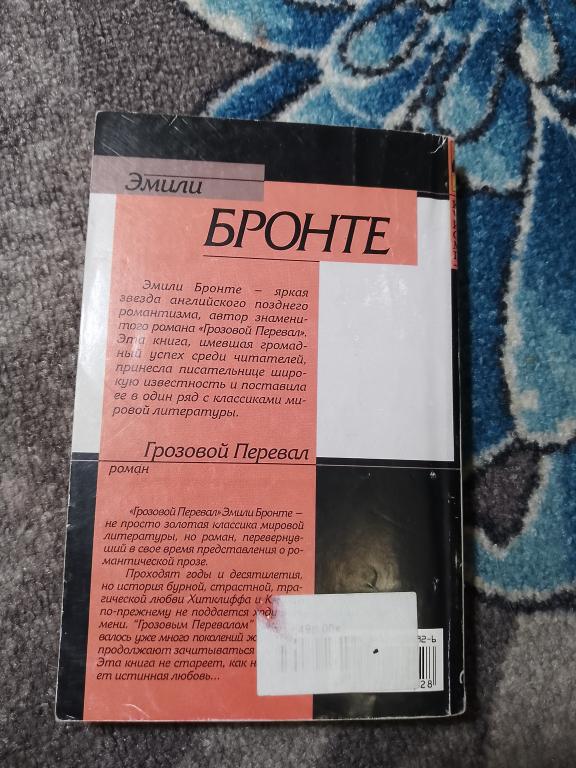 Эмили
БРОНТЕ
Эмили Бронте – яркая
звезда английского позднего
романтизма, автор знамени-
того романа «Грозовой Перевал».
Эта книга, имевшая громад-
ный успех среди читателей,
принесла писательнице широ-
кую известность и поставила
ее в один ряд с классиками ми-
ровой литературы.
Грозовой Перевал
роман
«Грозовой Перевал» Эмили Бронте –
не просто золотая классика мировой
литературы, но роман, перевернув-
ший в свое время представления о ро-
мантической прозе.
Проходят годы и десятилетия,
но история бурной, страстной, тра-
гической любви Хитклиффа и К
по-прежнему не поддается ходу
мени. "Грозовым Перевалом"
валось уже много поколений ж
продолжают зачитываться
Эта книга не стареет, как н
ет истинная любовь...
92-6
28